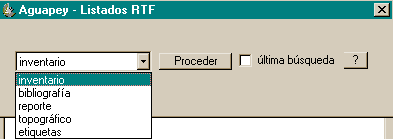 Aguapey - Listados RTF
inventario Proceder última búsqueda ?
inventario
bibliografía
reporte
topográfico
etiquetas